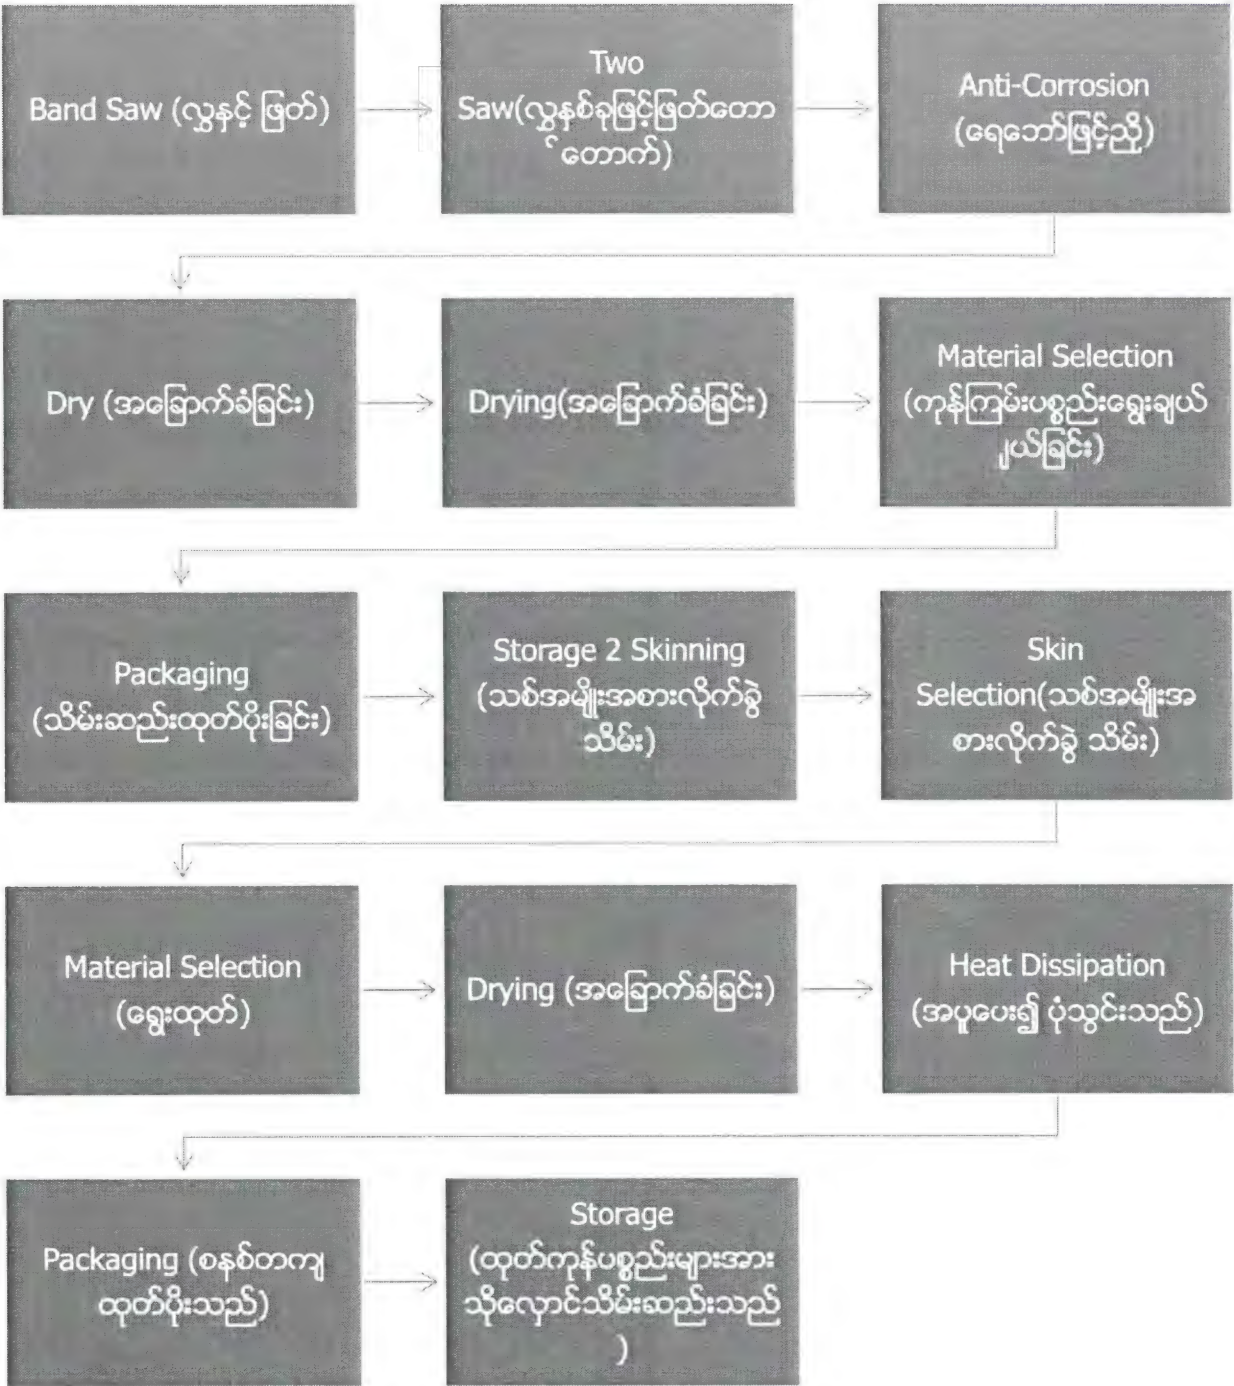 Band Saw (လွှနှင့် ဖြတ်)
Two
Saw(လွှနှစ်ခုဖြင့်ဖြတ်တော
်တောက်)
Anti-Corrosion
(ရေဘော်ဖြင့်ညှို)
Dry (အခြောက်ခံခြင်း)
Drying(အခြောက်ခံခြင်း)
Material Selection
(ကုန်ကြမ်းပစ္စည်းရွေးချယ်
ျယ်ခြင်း)
Packaging
(သိမ်းဆည်းထုတ်ပိုးခြင်း)
Storage 2 Skinning
(သစ်အမျိုးအစားလိုက်ခွဲ
သိမ်း)
Skin
Selection(သစ်အမျိုးအ
စားလိုက်ခွဲ သိမ်း)
Material Selection
(ရွေးထုတ်)
Drying (အခြောက်ခံခြင်း)
Heat Dissipation
(အပူပေး၍ ပုံသွင်းသည်)
Packaging (စနစ်တကျ
ထုတ်ပိုးသည်)
Storage
(ထုတ်ကုန်ပစ္စည်းများအား
သိုလှောင်သိမ်းဆည်းသည်
)